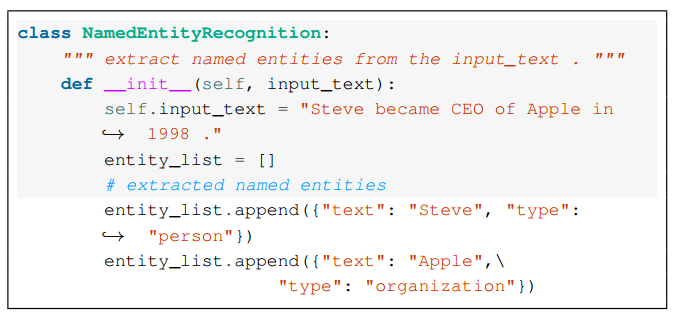 class NamedEntityRecognition:
    """ extract named entities from the input_text . """
    def __init__(self, input_text):
        self.input_text = "Steve became CEO of Apple in
        ↪  1998 ."
        entity_list = []
        # extracted named entities
        entity_list.append({"text": "Steve", "type":
        ↪  "person"})
        entity_list.append({"text": "Apple",\
                        "type": "organization"})